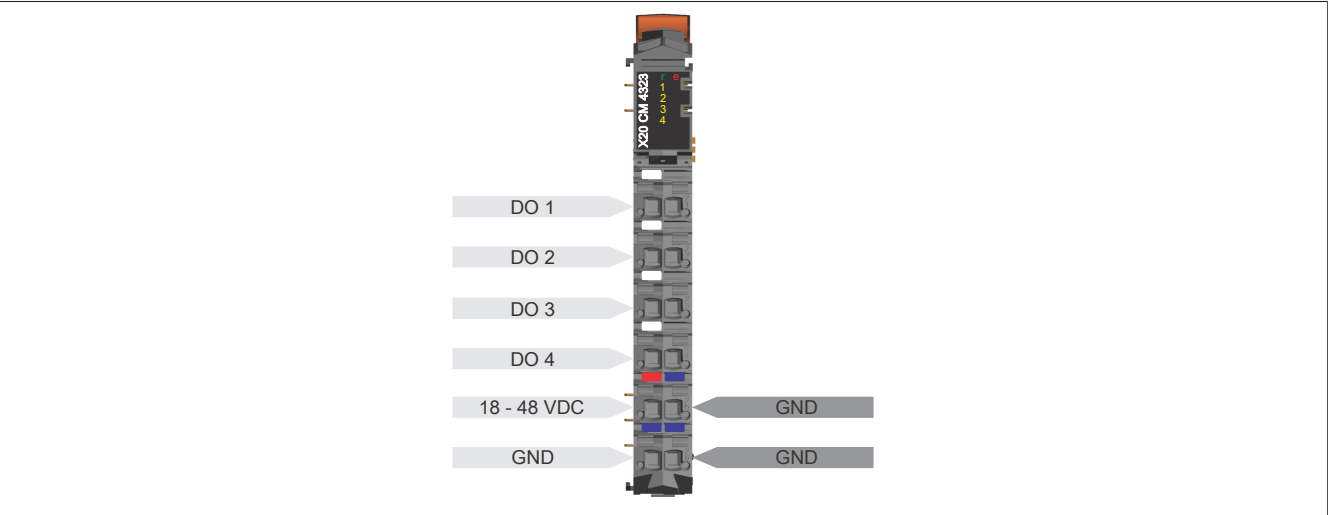 X20 CM 4323
r e
1
2
3
4
DO 1
DO 2
DO 3
DO 4
18 - 48 VDC
GND
GND
GND